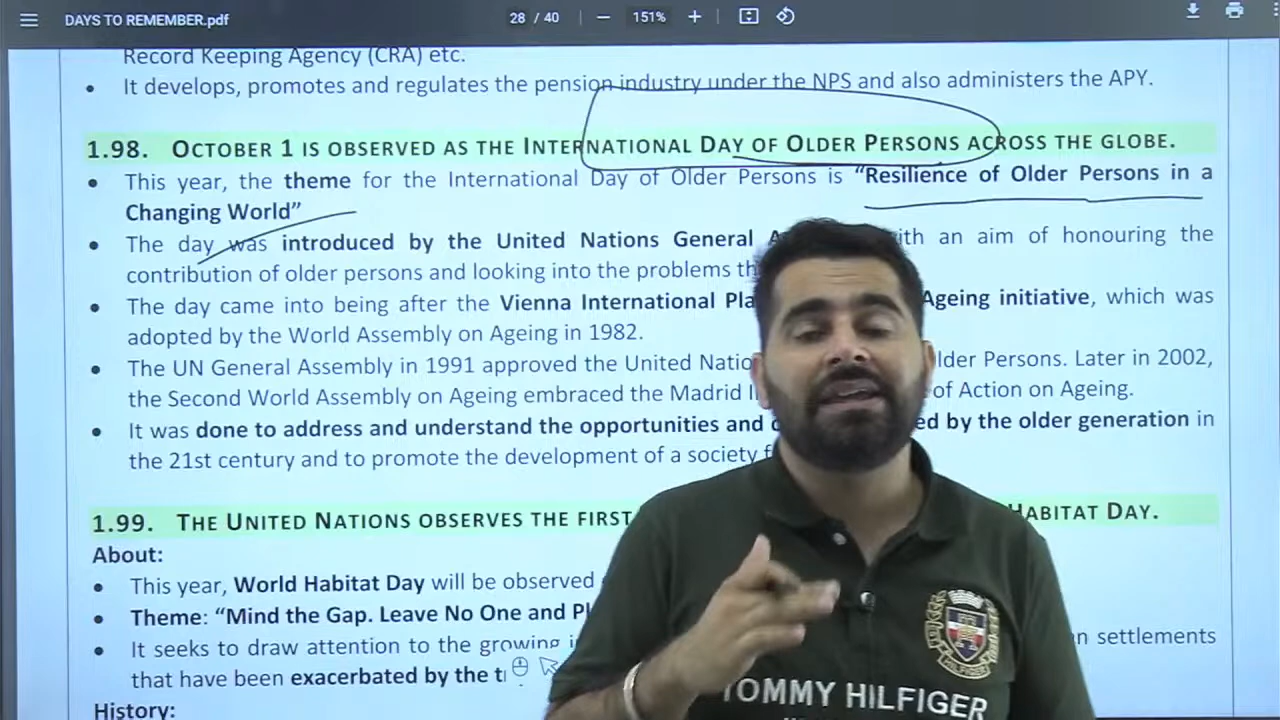 DAYS TO REMEMBER.pdf
28 / 40
151%
Record Keeping Agency (CRA) etc.
• It develops, promotes and regulates the pension industry under the NPS and also administers the APY.
1.98. OCTOBER 1 IS OBSERVED AS THE INTERNATIONAL DAY OF OLDER PERSONS ACROSS THE GLOBE.
• This year, the theme for the International Day of Older Persons is “Resilience of Older Persons in a
Changing World”
• The day was introduced by the United Nations General A ith an aim of honouring the
contribution of older persons and looking into the problems th
• The day came into being after the Vienna International Pla Ageing initiative, which was
adopted by the World Assembly on Ageing in 1982.
• The UN General Assembly in 1991 approved the United Natio lder Persons. Later in 2002,
the Second World Assembly on Ageing embraced the Madrid I of Action on Ageing.
• It was done to address and understand the opportunities and ed by the older generation in
the 21st century and to promote the development of a society f
1.99. THE UNITED NATIONS OBSERVES THE FIRST HABITAT DAY.
About:
• This year, World Habitat Day will be observed
• Theme: “Mind the Gap. Leave No One and Pl
• It seeks to draw attention to the growing i n settlements
that have been exacerbated by the t
History:
TOMMY HILFIGER